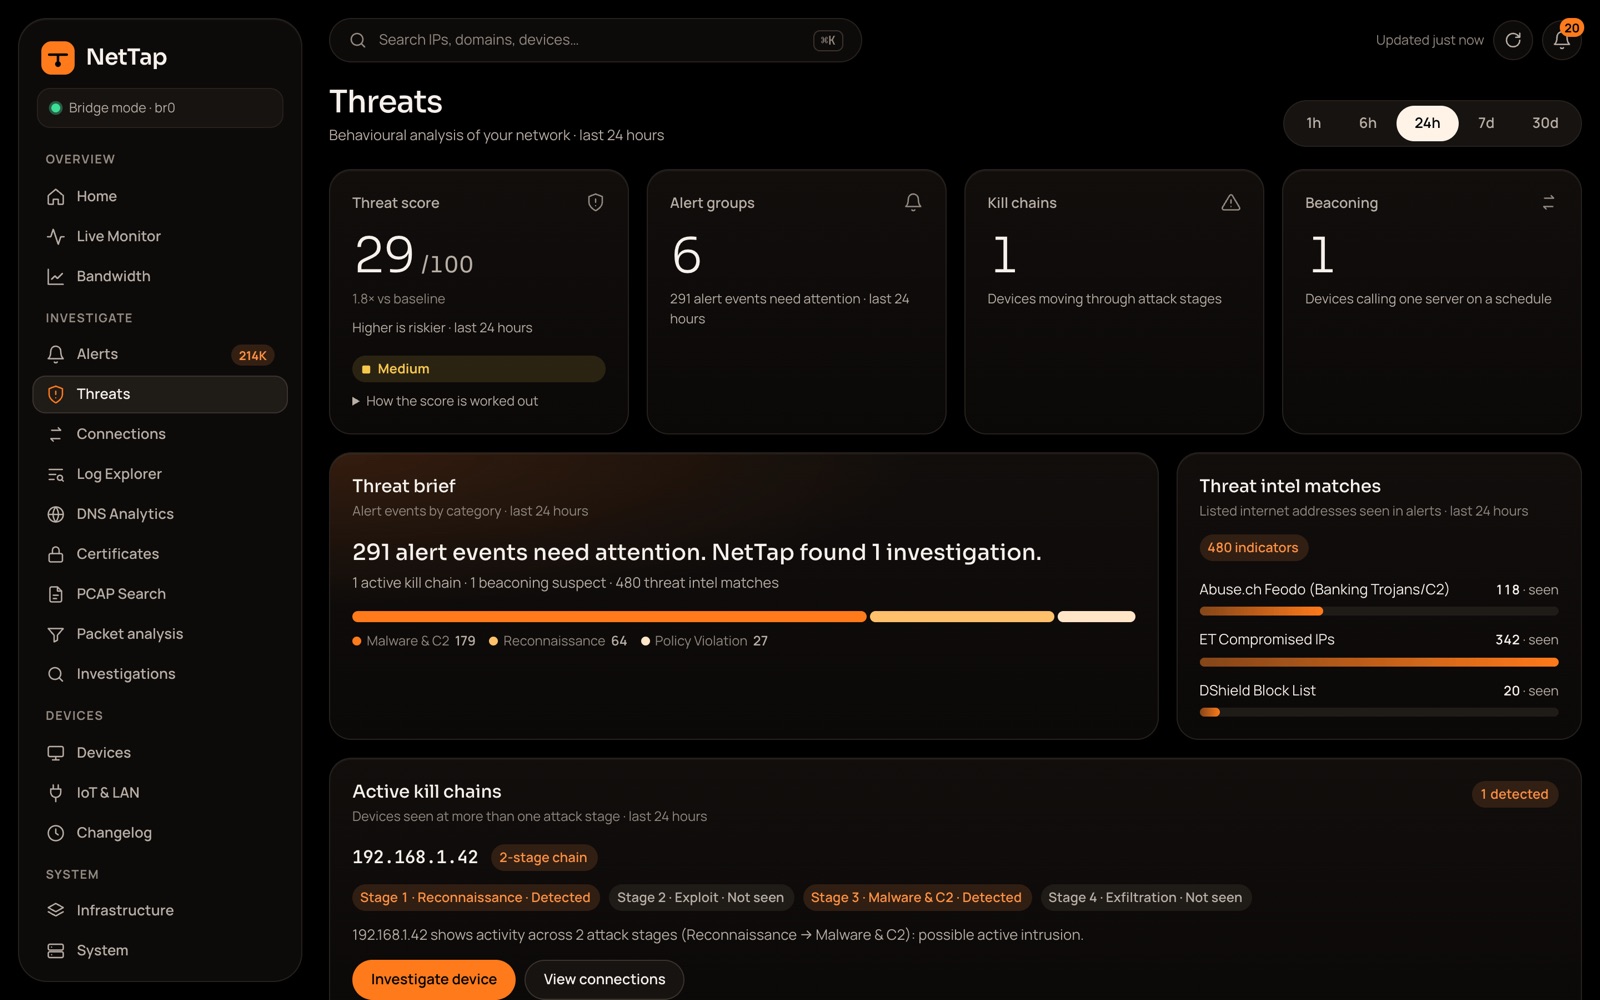 NetTap
Bridge mode · br0
OVERVIEW
Home
Live Monitor
Bandwidth
INVESTIGATE
Alerts 214K
Threats
Connections
Log Explorer
DNS Analytics
Certificates
PCAP Search
Packet analysis
Investigations
DEVICES
Devices
IoT & LAN
Changelog
SYSTEM
Infrastructure
System
Search IPs, domains, devices... ⌘K
Updated just now
20
Threats
Behavioural analysis of your network · last 24 hours
1h 6h 24h 7d 30d
Threat score
29 /100
1.8× vs baseline
Higher is riskier · last 24 hours
Medium
How the score is worked out
Alert groups
6
291 alert events need attention · last 24
hours
Kill chains
1
Devices moving through attack stages
Beaconing
1
Devices calling one server on a schedule
Threat brief
Alert events by category · last 24 hours
291 alert events need attention. NetTap found 1 investigation.
1 active kill chain · 1 beaconing suspect · 480 threat intel matches
Malware & C2 179 Reconnaissance 64 Policy Violation 27
Threat intel matches
Listed internet addresses seen in alerts · last 24 hours
480 indicators
Abuse.ch Feodo (Banking Trojans/C2) 118 · seen
ET Compromised IPs 342 · seen
DShield Block List 20 · seen
Active kill chains
Devices seen at more than one attack stage · last 24 hours
1 detected
192.168.1.42 2-stage chain
Stage 1 · Reconnaissance · Detected Stage 2 · Exploit · Not seen Stage 3 · Malware & C2 · Detected Stage 4 · Exfiltration · Not seen
192.168.1.42 shows activity across 2 attack stages (Reconnaissance → Malware & C2): possible active intrusion.
Investigate device View connections